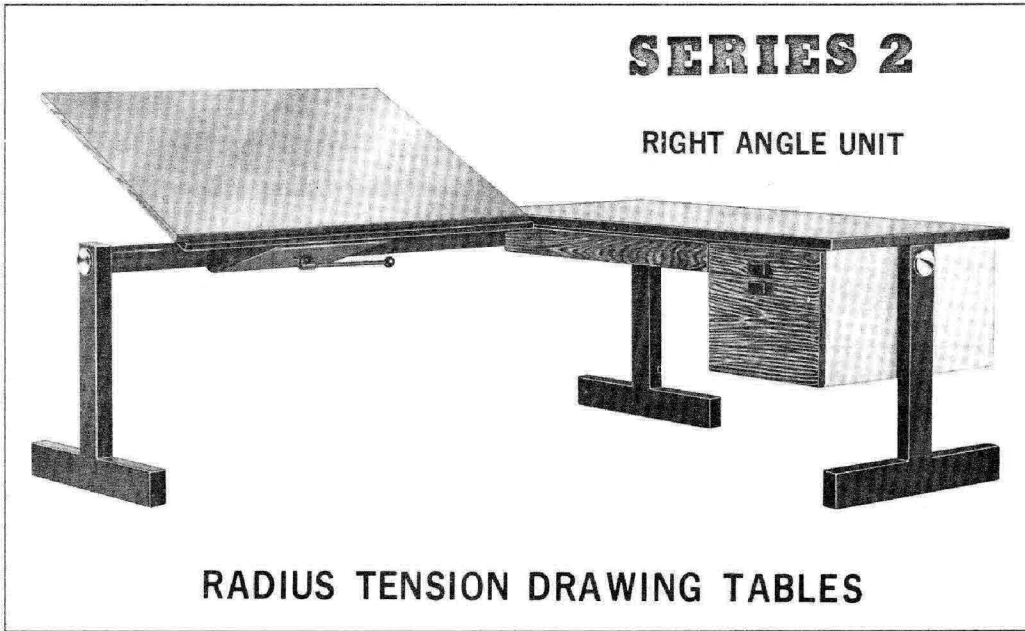 SERIES 2
RIGHT ANGLE UNIT
RADIUS TENSION DRAWING TABLES